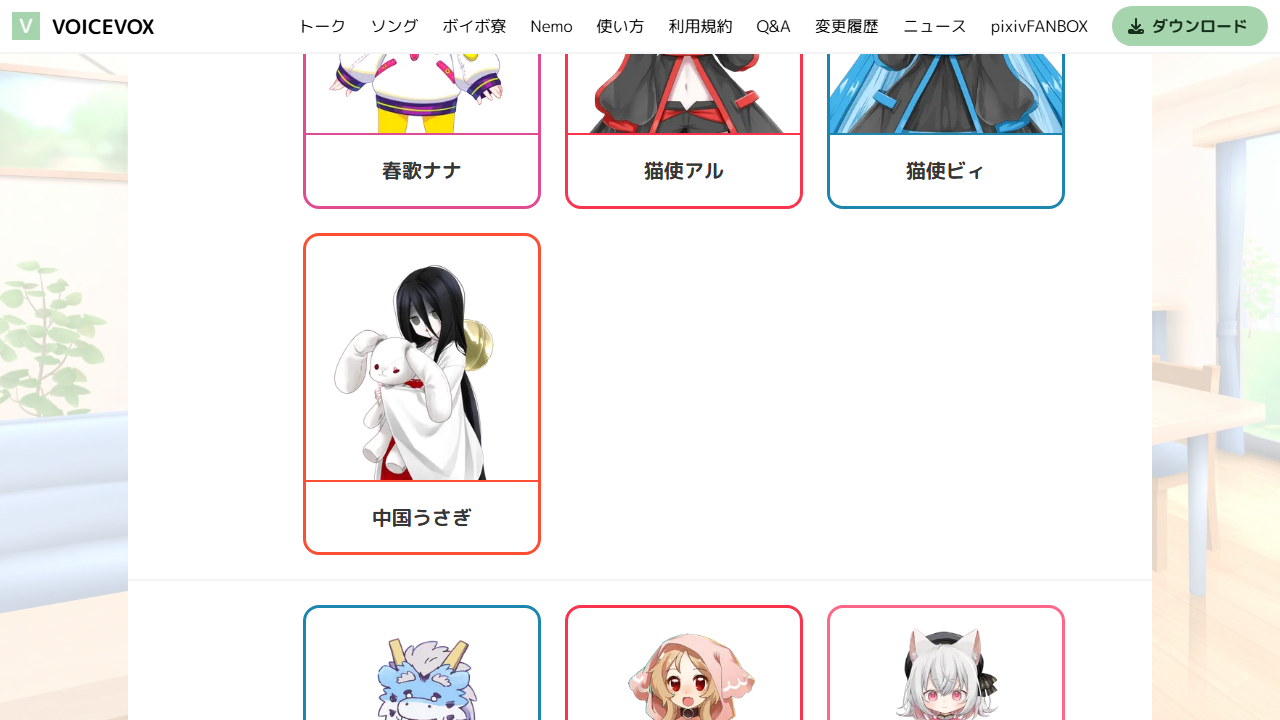 V VOICEVOX トーク ソング ボイボ寮 Nemo 使い方 利用規約 Q&A 変更履歴 ニュース pixivFANBOX ダウンロード
春歌ナナ 猫使アル 猫使ビィ
中国うさぎ